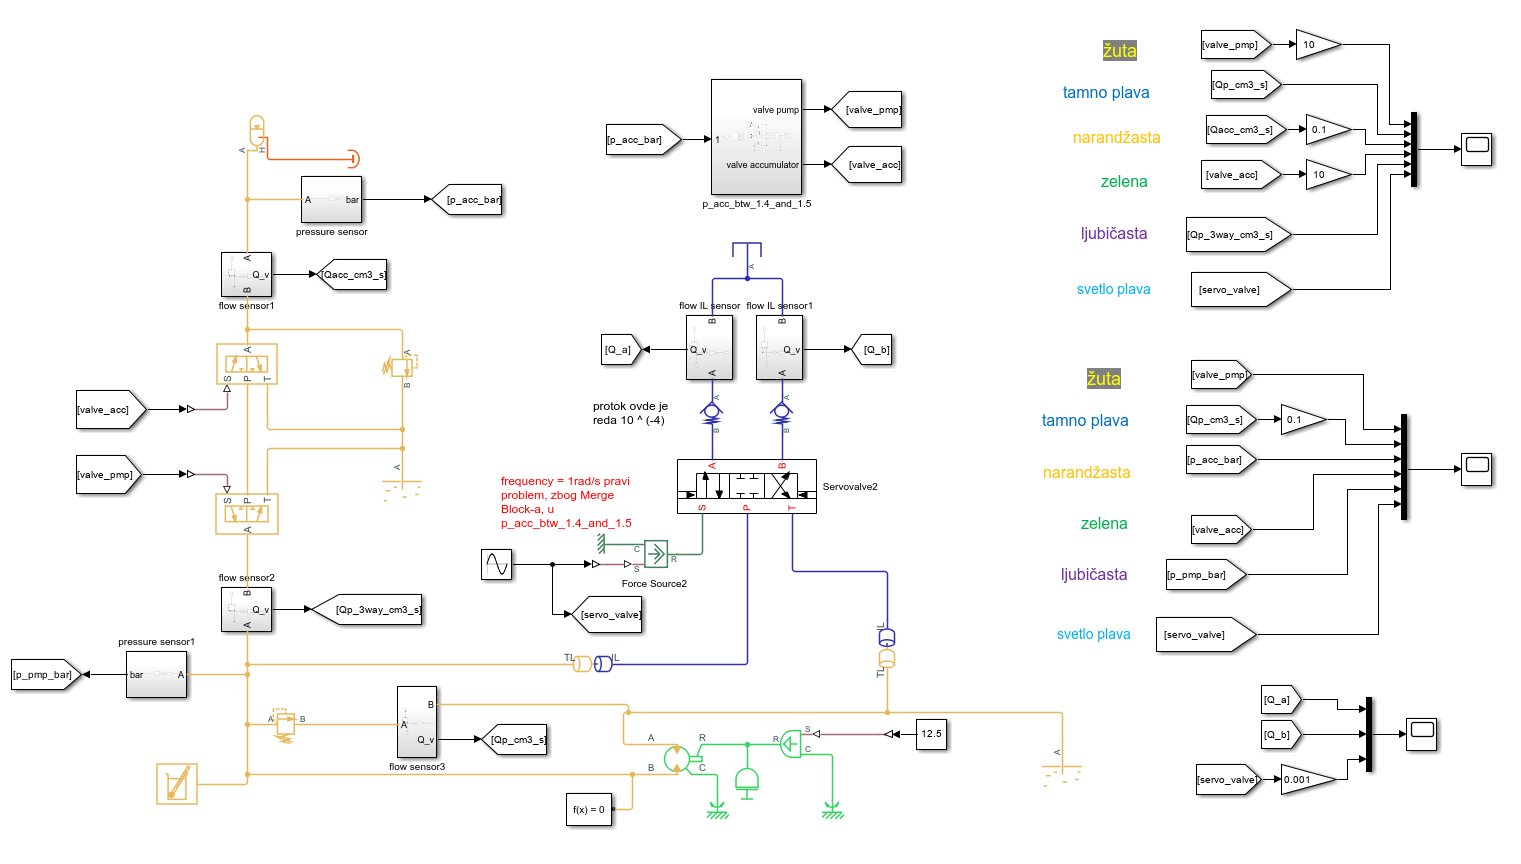 žuta
[valve_pmp]
10
tamno plava
[Qp_cm3_s]
narandžasta
[Qacc_cm3_s]
0.1
zelena
[valve_acc]
10
ljubičasta
[Qp_3way_cm3_s]
svetlo plava
[servo_valve]
[p_acc_bar]
1
valve pump
valve accumulator
p_acc_btw_1.4_and_1.5
[valve_pmp]
[valve_acc]
A
H
A
bar
pressure sensor
[p_acc_bar]
A
Q_v
B
flow sensor1
[Qacc_cm3_s]
A
flow IL sensor
flow IL sensor1
B
Q_v
A
B
Q_v
A
[Q_a]
[Q_b]
A
S
P
T
A
B
[valve_acc]
[valve_pmp]
S
P
T
A
A
protok ovde je
reda 10 ^ (-4)
A
B
A
B
A
B
S
P
T
Servovalve2
frequency = 1rad/s pravi
problem, zbog Merge
Block-a, u
p_acc_btw_1.4_and_1.5
C
S
R
Force Source2
[servo_valve]
flow sensor2
B
Q_v
A
[Qp_3way_cm3_s]
pressure sensor1
bar
A
[p_pmp_bar]
TL
IL
IL
TL
A
B
B
A
Q_v
flow sensor3
[Qp_cm3_s]
A
B
R
C
R
S
C
12.5
A
f(x) = 0
žuta
[valve_pmp]
tamno plava
[Qp_cm3_s]
0.1
narandžasta
[p_acc_bar]
zelena
[valve_acc]
ljubičasta
[p_pmp_bar]
svetlo plava
[servo_valve]
[Q_a]
[Q_b]
[servo_valve]
0.001